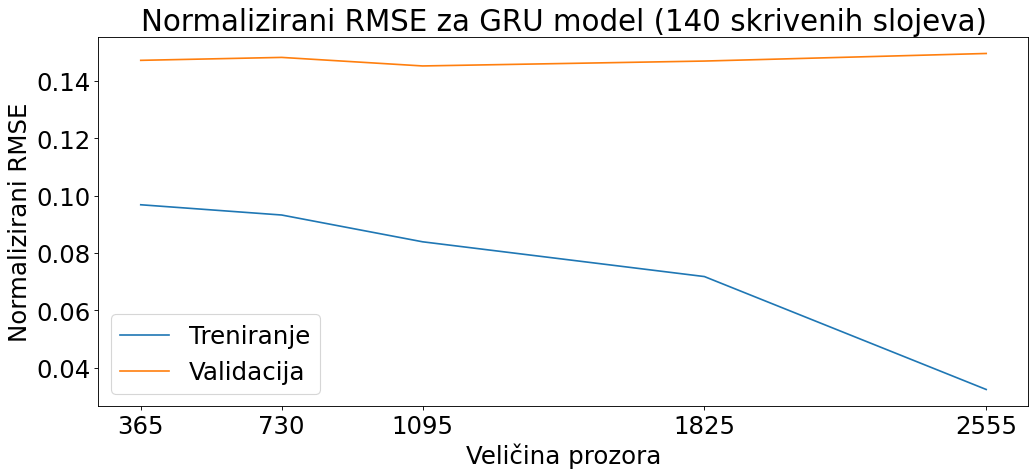 Normalizirani RMSE za GRU model (140 skrivenih slojeva)
Normalizirani RMSE
0.14
0.12
0.10
0.08
0.06
0.04
Treniranje
Validacija
365 730 1095 1825 2555
Veličina prozora